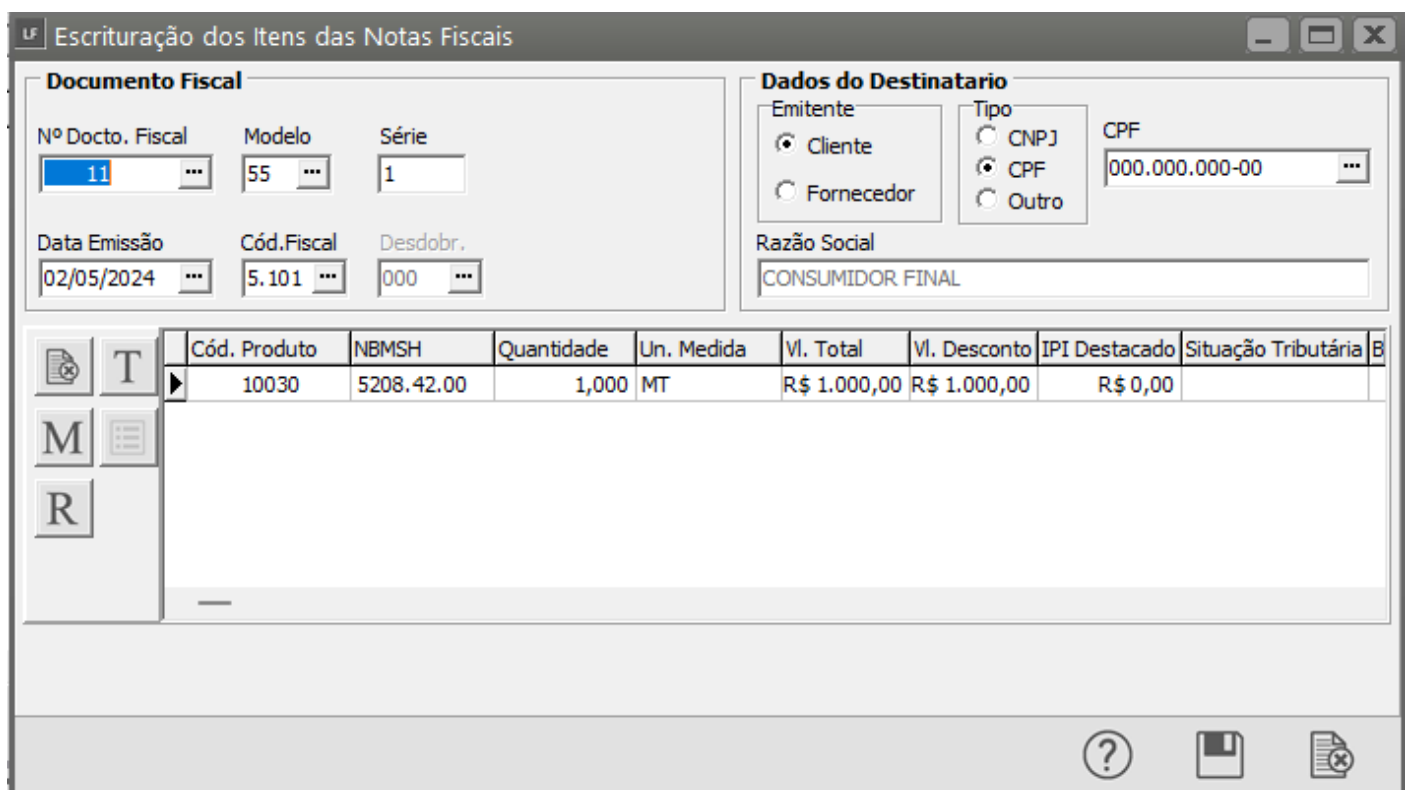 LF Escrituração dos Itens das Notas Fiscais
Documento Fiscal
Nº Docto. Fiscal Modelo Série
11 ... 55 ... 1
Data Emissão Cód.Fiscal Desdobr.
02/05/2024 ... 5.101 ... 000 ...
Dados do Destinatario
Emitente
Cliente
Fornecedor
Tipo
CNPJ
CPF
Outro
CPF
000.000.000-00 ...
Razão Social
CONSUMIDOR FINAL
T
M
R
Cód. Produto NBMSH Quantidade Un. Medida Vl. Total Vl. Desconto IPI Destacado Situação Tributária B
10030 5208.42.00 1,000 MT R$ 1.000,00 R$ 1.000,00 R$ 0,00
?